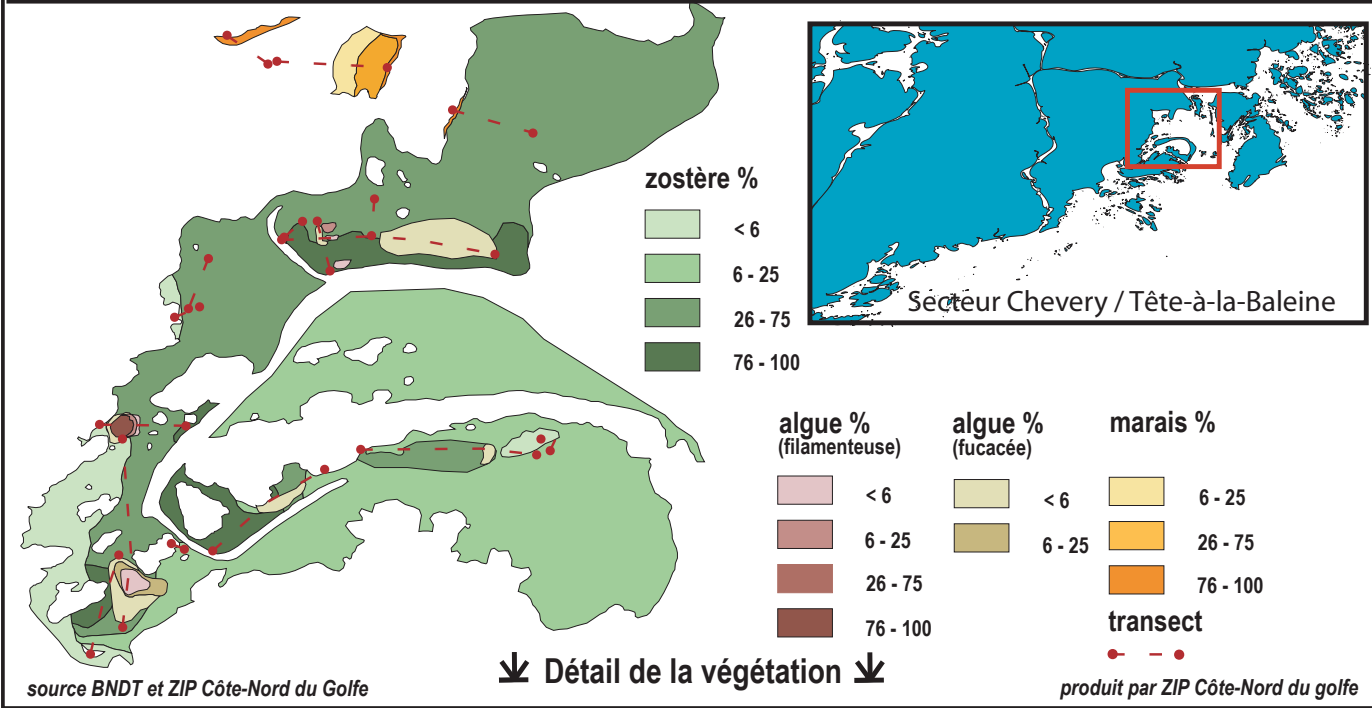 Secteur Chevery / Tête-à-la-Baleine
zostère %
< 6
6 - 25
26 - 75
76 - 100
algue %
(filamenteuse)
< 6
6 - 25
26 - 75
76 - 100
algue %
(fucacée)
< 6
6 - 25
marais %
6 - 25
26 - 75
76 - 100
transect
Détail de la végétation
source BNDT et ZIP Côte-Nord du Golfe
produit par ZIP Côte-Nord du golfe